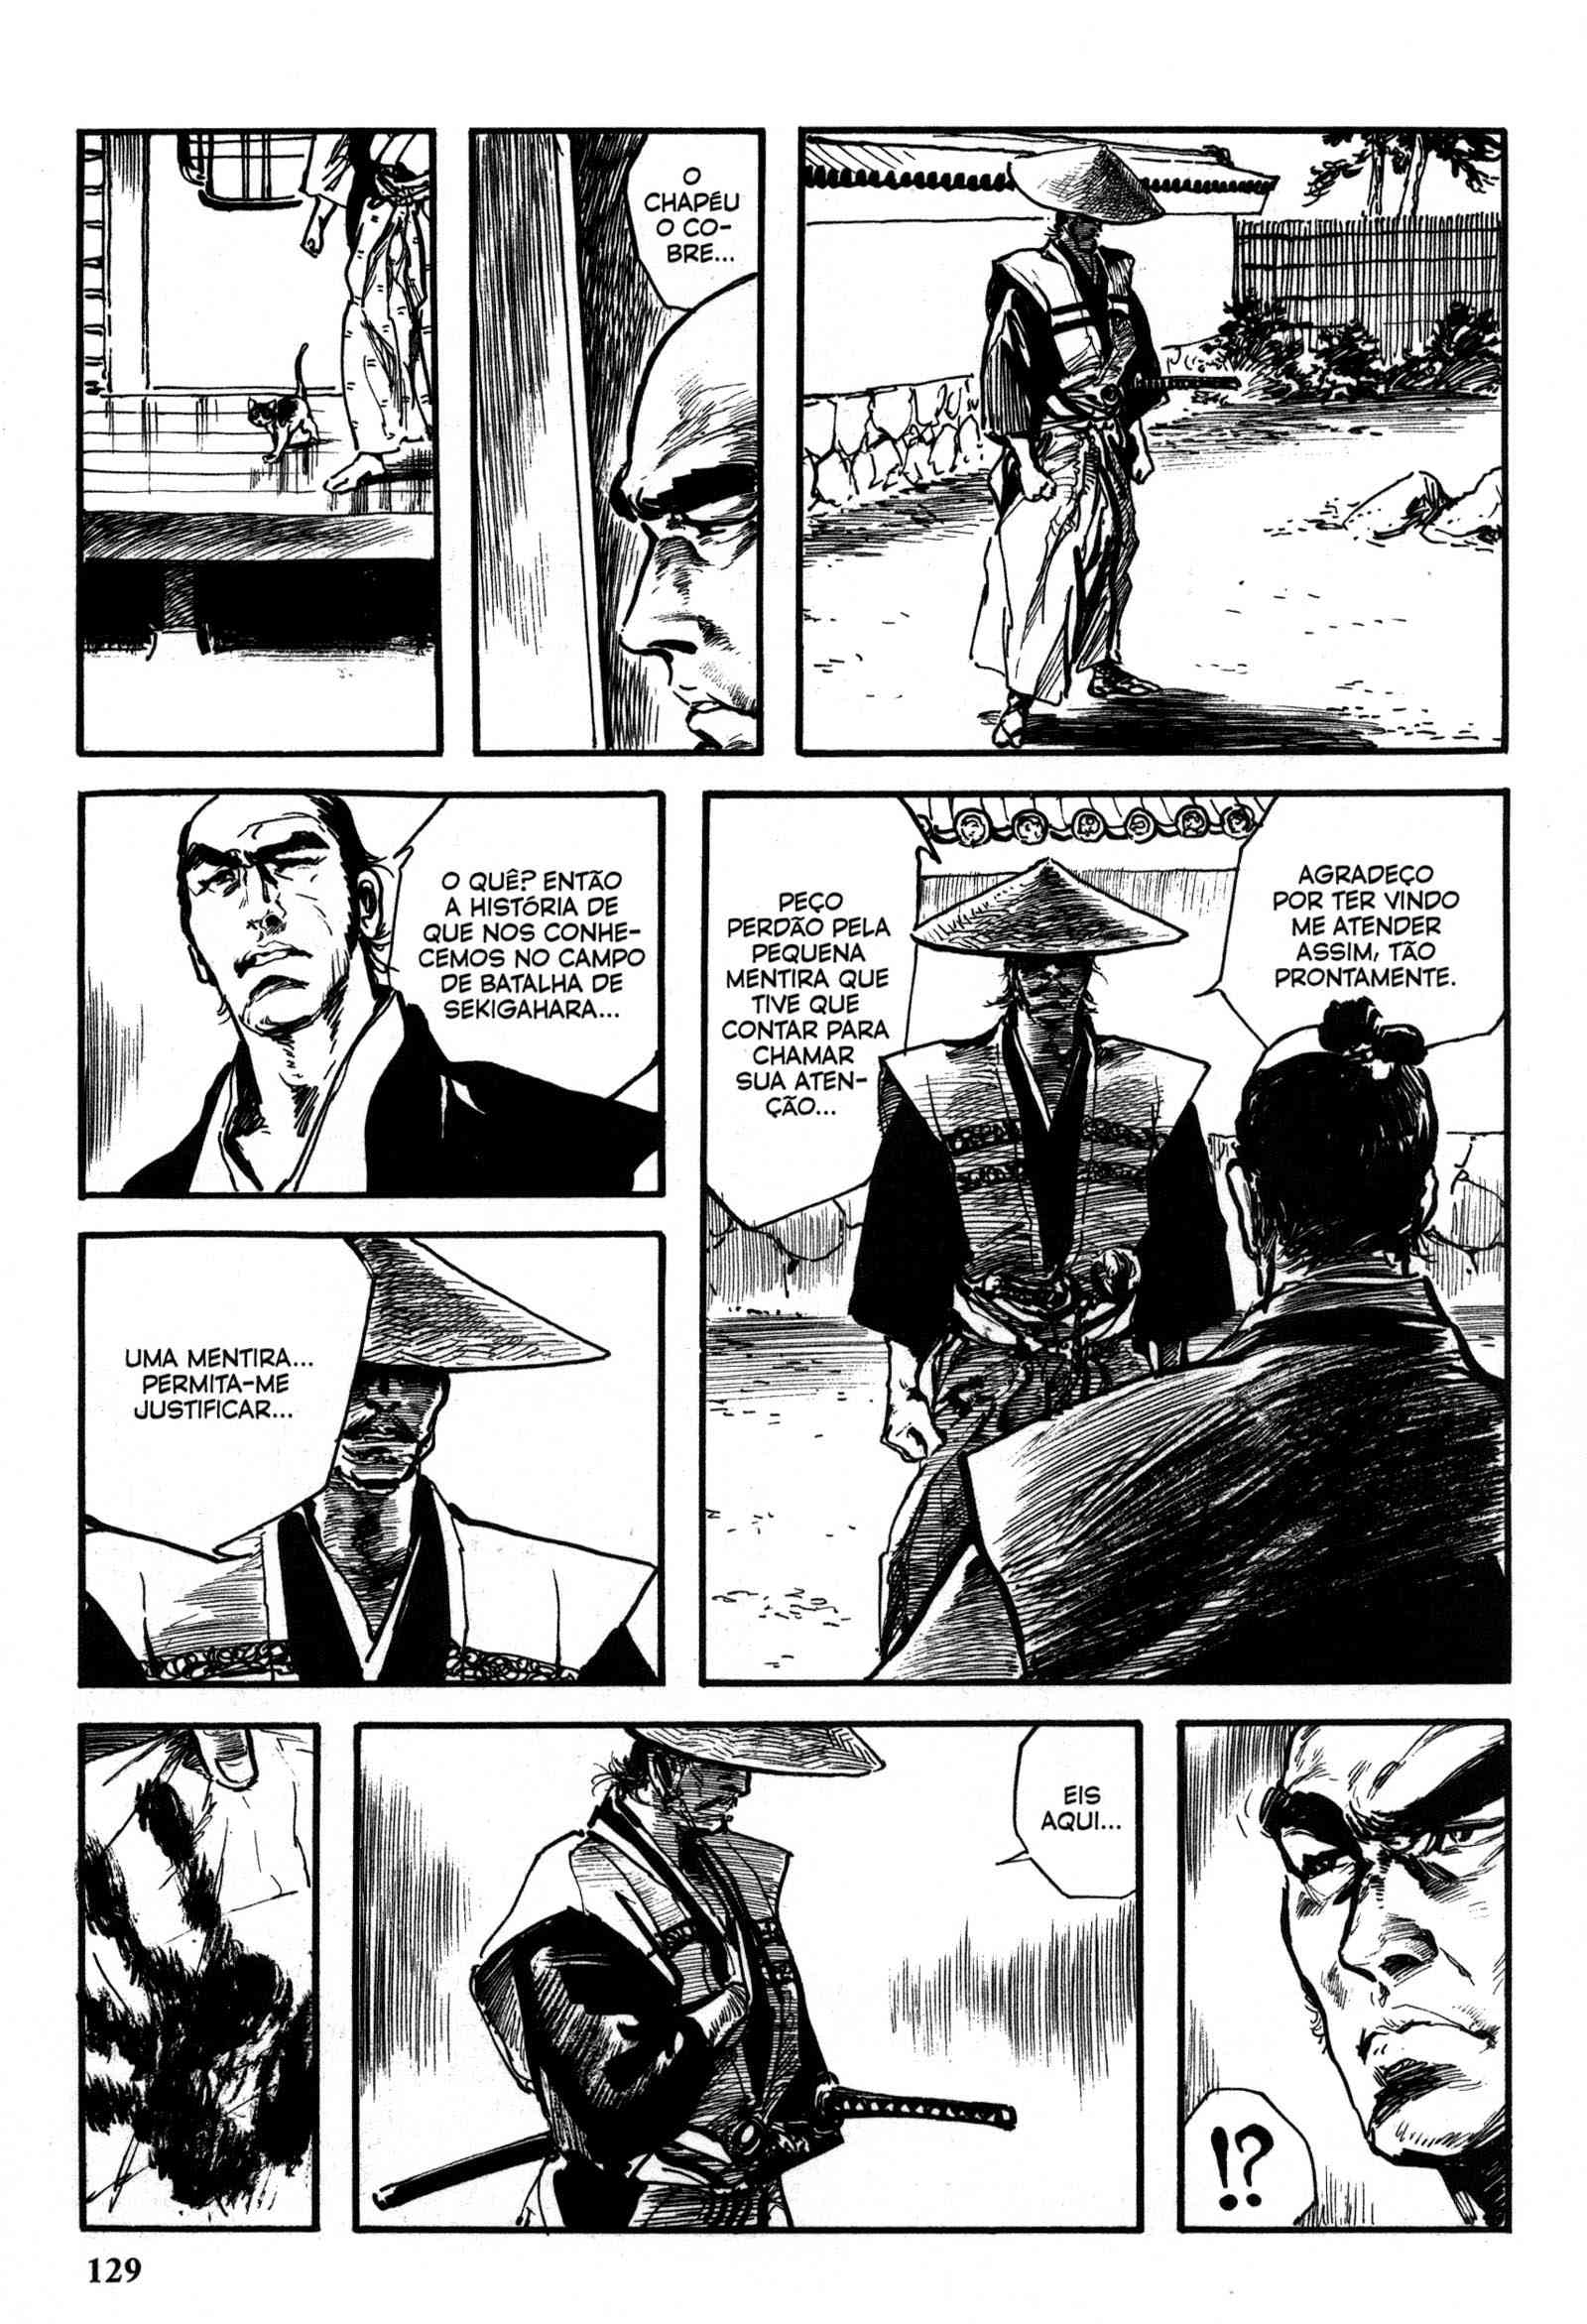 O
CHAPÉU
O CO-
BRE...
AGRADEÇO
POR TER VINDO
ME ATENDER
ASSIM, TÃO
PRONTAMENTE.
PEÇO
PERDÃO PELA
PEQUENA
MENTIRA QUE
TIVE QUE
CONTAR PARA
CHAMAR
SUA ATEN-
ÇÃO...
O QUÊ? ENTÃO
A HISTÓRIA DE
QUE NOS CONHE-
CEMOS NO CAMPO
DE BATALHA DE
SEKIGAHARA...
UMA MENTIRA...
PERMITA-ME
JUSTIFICAR...
!?
EIS
AQUI...
129